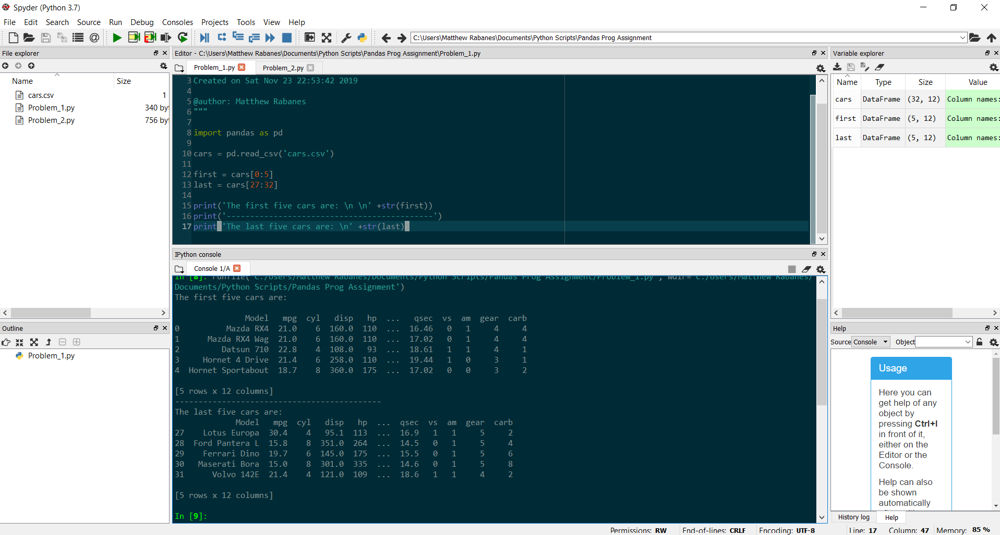 Spyder (Python 3.7)
File Edit Search Source Run Debug Consoles Projects Tools View Help
C:\Users\Matthew Rabanes\Documents\Python Scripts\Pandas Prog Assignment
File explorer
Name Size
cars.csv 1
Problem_1.py 340 by
Problem_2.py 756 by
Outline
Problem_1.py
Editor - C:\Users\Matthew Rabanes\Documents\Python Scripts\Pandas Prog Assignment\Problem_1.py
Problem_1.py Problem_2.py
3 Created on Sat Nov 23 22:53:42 2019
4
5 @author: Matthew Rabanes
6 """
7
8 import pandas as pd
9
10 cars = pd.read_csv('cars.csv')
11
12 first = cars[0:5]
13 last = cars[27:32]
14
15 print('The first five cars are: \n \n' +str(first))
16 print('--------------------------------------------')
17 print('The last five cars are: \n' +str(last))
IPython console
Console 1/A
In [8]: runfile('C:/Users/Matthew Rabanes/Documents/Python Scripts/Pandas Prog Assignment/Problem_1.py', wdir='C:/Users/Matthew Rabanes/
Documents/Python Scripts/Pandas Prog Assignment')
The first five cars are:
Model mpg cyl disp hp ... qsec vs am gear carb
0 Mazda RX4 21.0 6 160.0 110 ... 16.46 0 1 4 4
1 Mazda RX4 Wag 21.0 6 160.0 110 ... 17.02 0 1 4 4
2 Datsun 710 22.8 4 108.0 93 ... 18.61 1 1 4 1
3 Hornet 4 Drive 21.4 6 258.0 110 ... 19.44 1 0 3 1
4 Hornet Sportabout 18.7 8 360.0 175 ... 17.02 0 0 3 2
[5 rows x 12 columns]
--------------------------------------------
The last five cars are:
Model mpg cyl disp hp ... qsec vs am gear carb
27 Lotus Europa 30.4 4 95.1 113 ... 16.9 1 1 5 2
28 Ford Pantera L 15.8 8 351.0 264 ... 14.5 0 1 5 4
29 Ferrari Dino 19.7 6 145.0 175 ... 15.5 0 1 5 6
30 Maserati Bora 15.0 8 301.0 335 ... 14.6 0 1 5 8
31 Volvo 142E 21.4 4 121.0 109 ... 18.6 1 1 4 2
[5 rows x 12 columns]
In [9]:
Variable explorer
Name Type Size Value
cars DataFrame (32, 12) Column names:
first DataFrame (5, 12) Column names:
last DataFrame (5, 12) Column names:
Help
Source Console Object
Usage
Here you can
get help of any
object by
pressing Ctrl+I
in front of it,
either on the
Editor or the
Console.
Help can also
be shown
automatically
History log Help
Permissions: RW End-of-lines: CRLF Encoding: UTF-8 Line: 17 Column: 47 Memory: 85 %